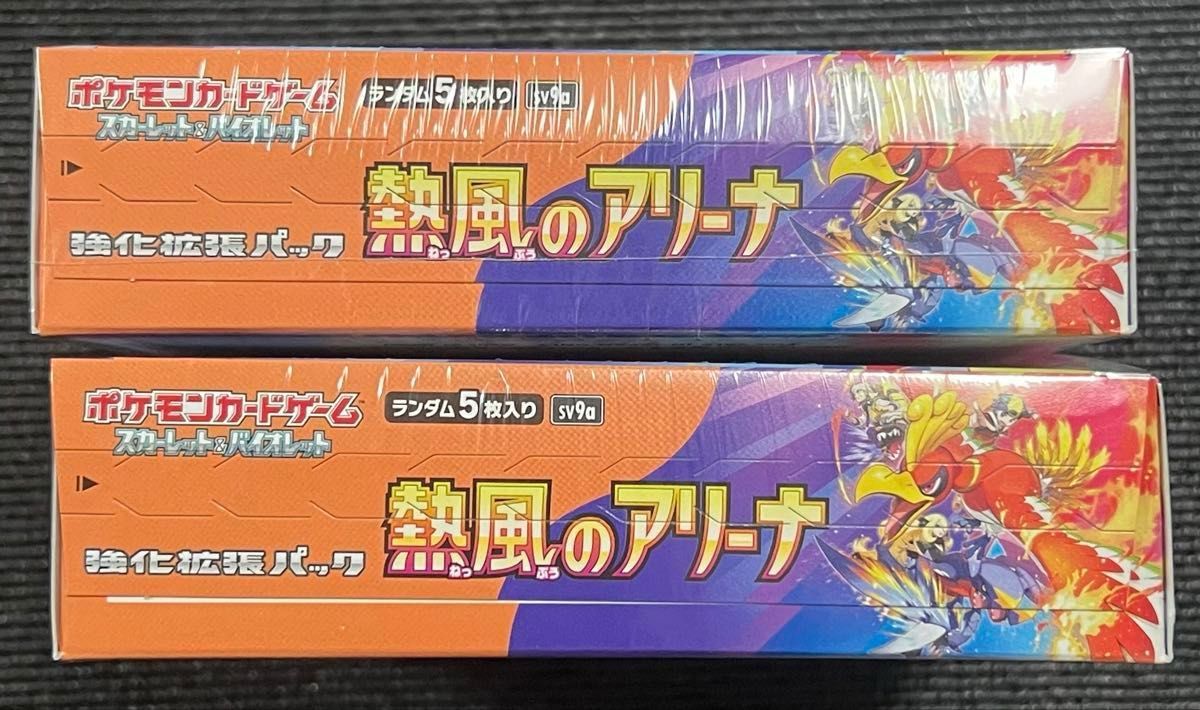 ポケモンカードゲーム ランダム5枚入り sv9a
スカーレット&バイオレット
熱風のアリーナ
ねっ ぷう
強化拡張パック
ポケモンカードゲーム ランダム5枚入り sv9a
スカーレット&バイオレット
熱風のアリーナ
ねっ ぷう
強化拡張パック